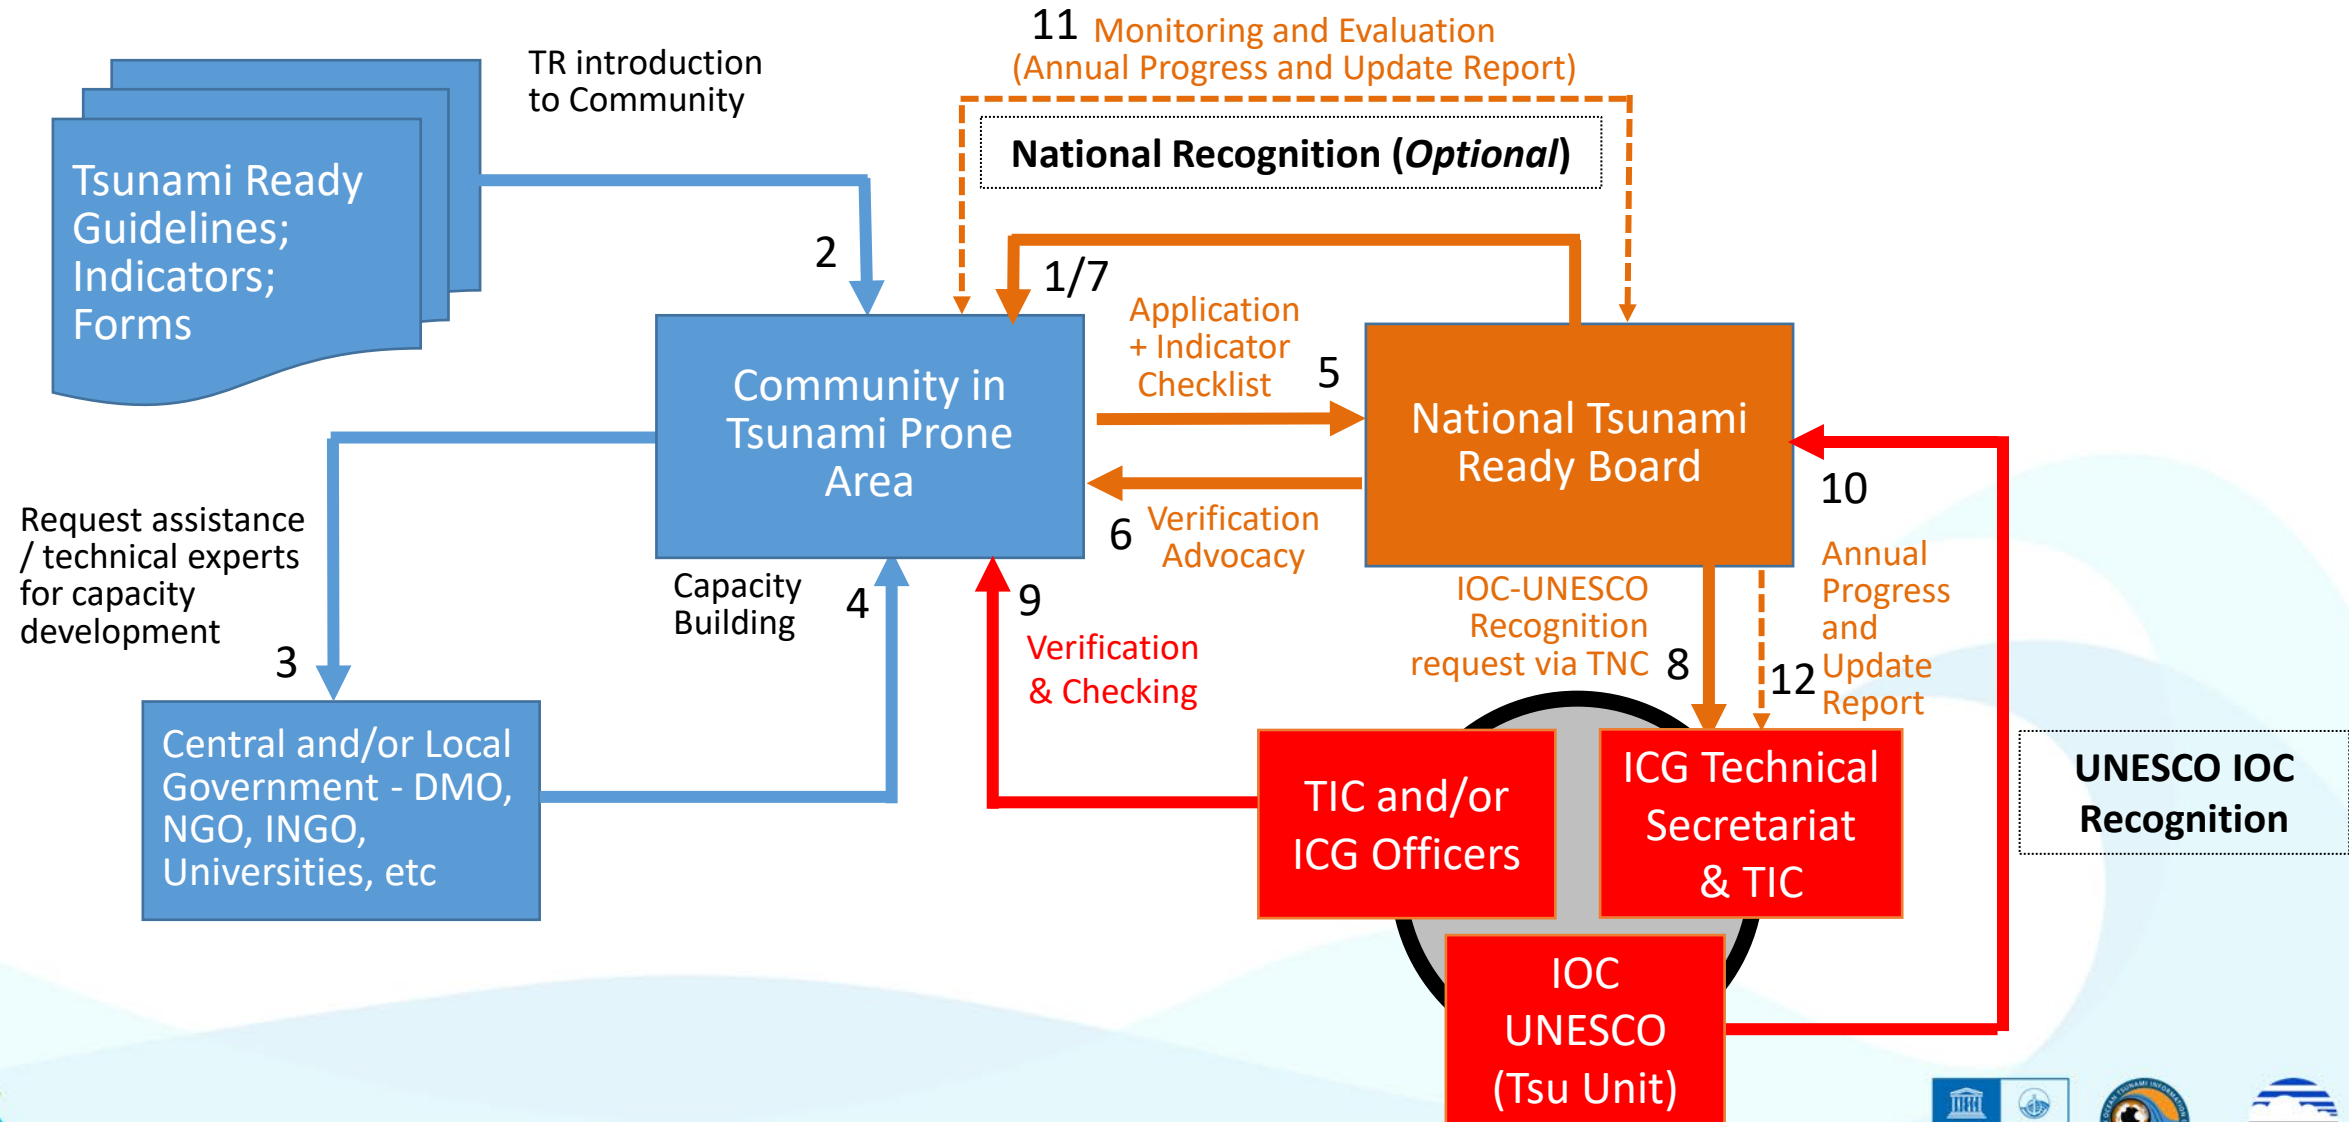 11 Monitoring and Evaluation
(Annual Progress and Update Report)
TR introduction
to Community
National Recognition (Optional)
Tsunami Ready
Guidelines;
Indicators;
Forms
2
1/7
Application
+ Indicator
Checklist
5
Community in
Tsunami Prone
Area
National Tsunami
Ready Board
10
6
Verification
Advocacy
Request assistance
/ technical experts
for capacity
development
3
Capacity
Building
4
9
Verification
& Checking
IOC-UNESCO
Recognition
request via TNC
8
12
Annual
Progress
and
Update
Report
Central and/or Local
Government - DMO,
NGO, INGO,
Universities, etc
TIC and/or
ICG Officers
ICG Technical
Secretariat
& TIC
UNESCO IOC
Recognition
IOC
UNESCO
(Tsu Unit)
OCEAN TSUNAMI